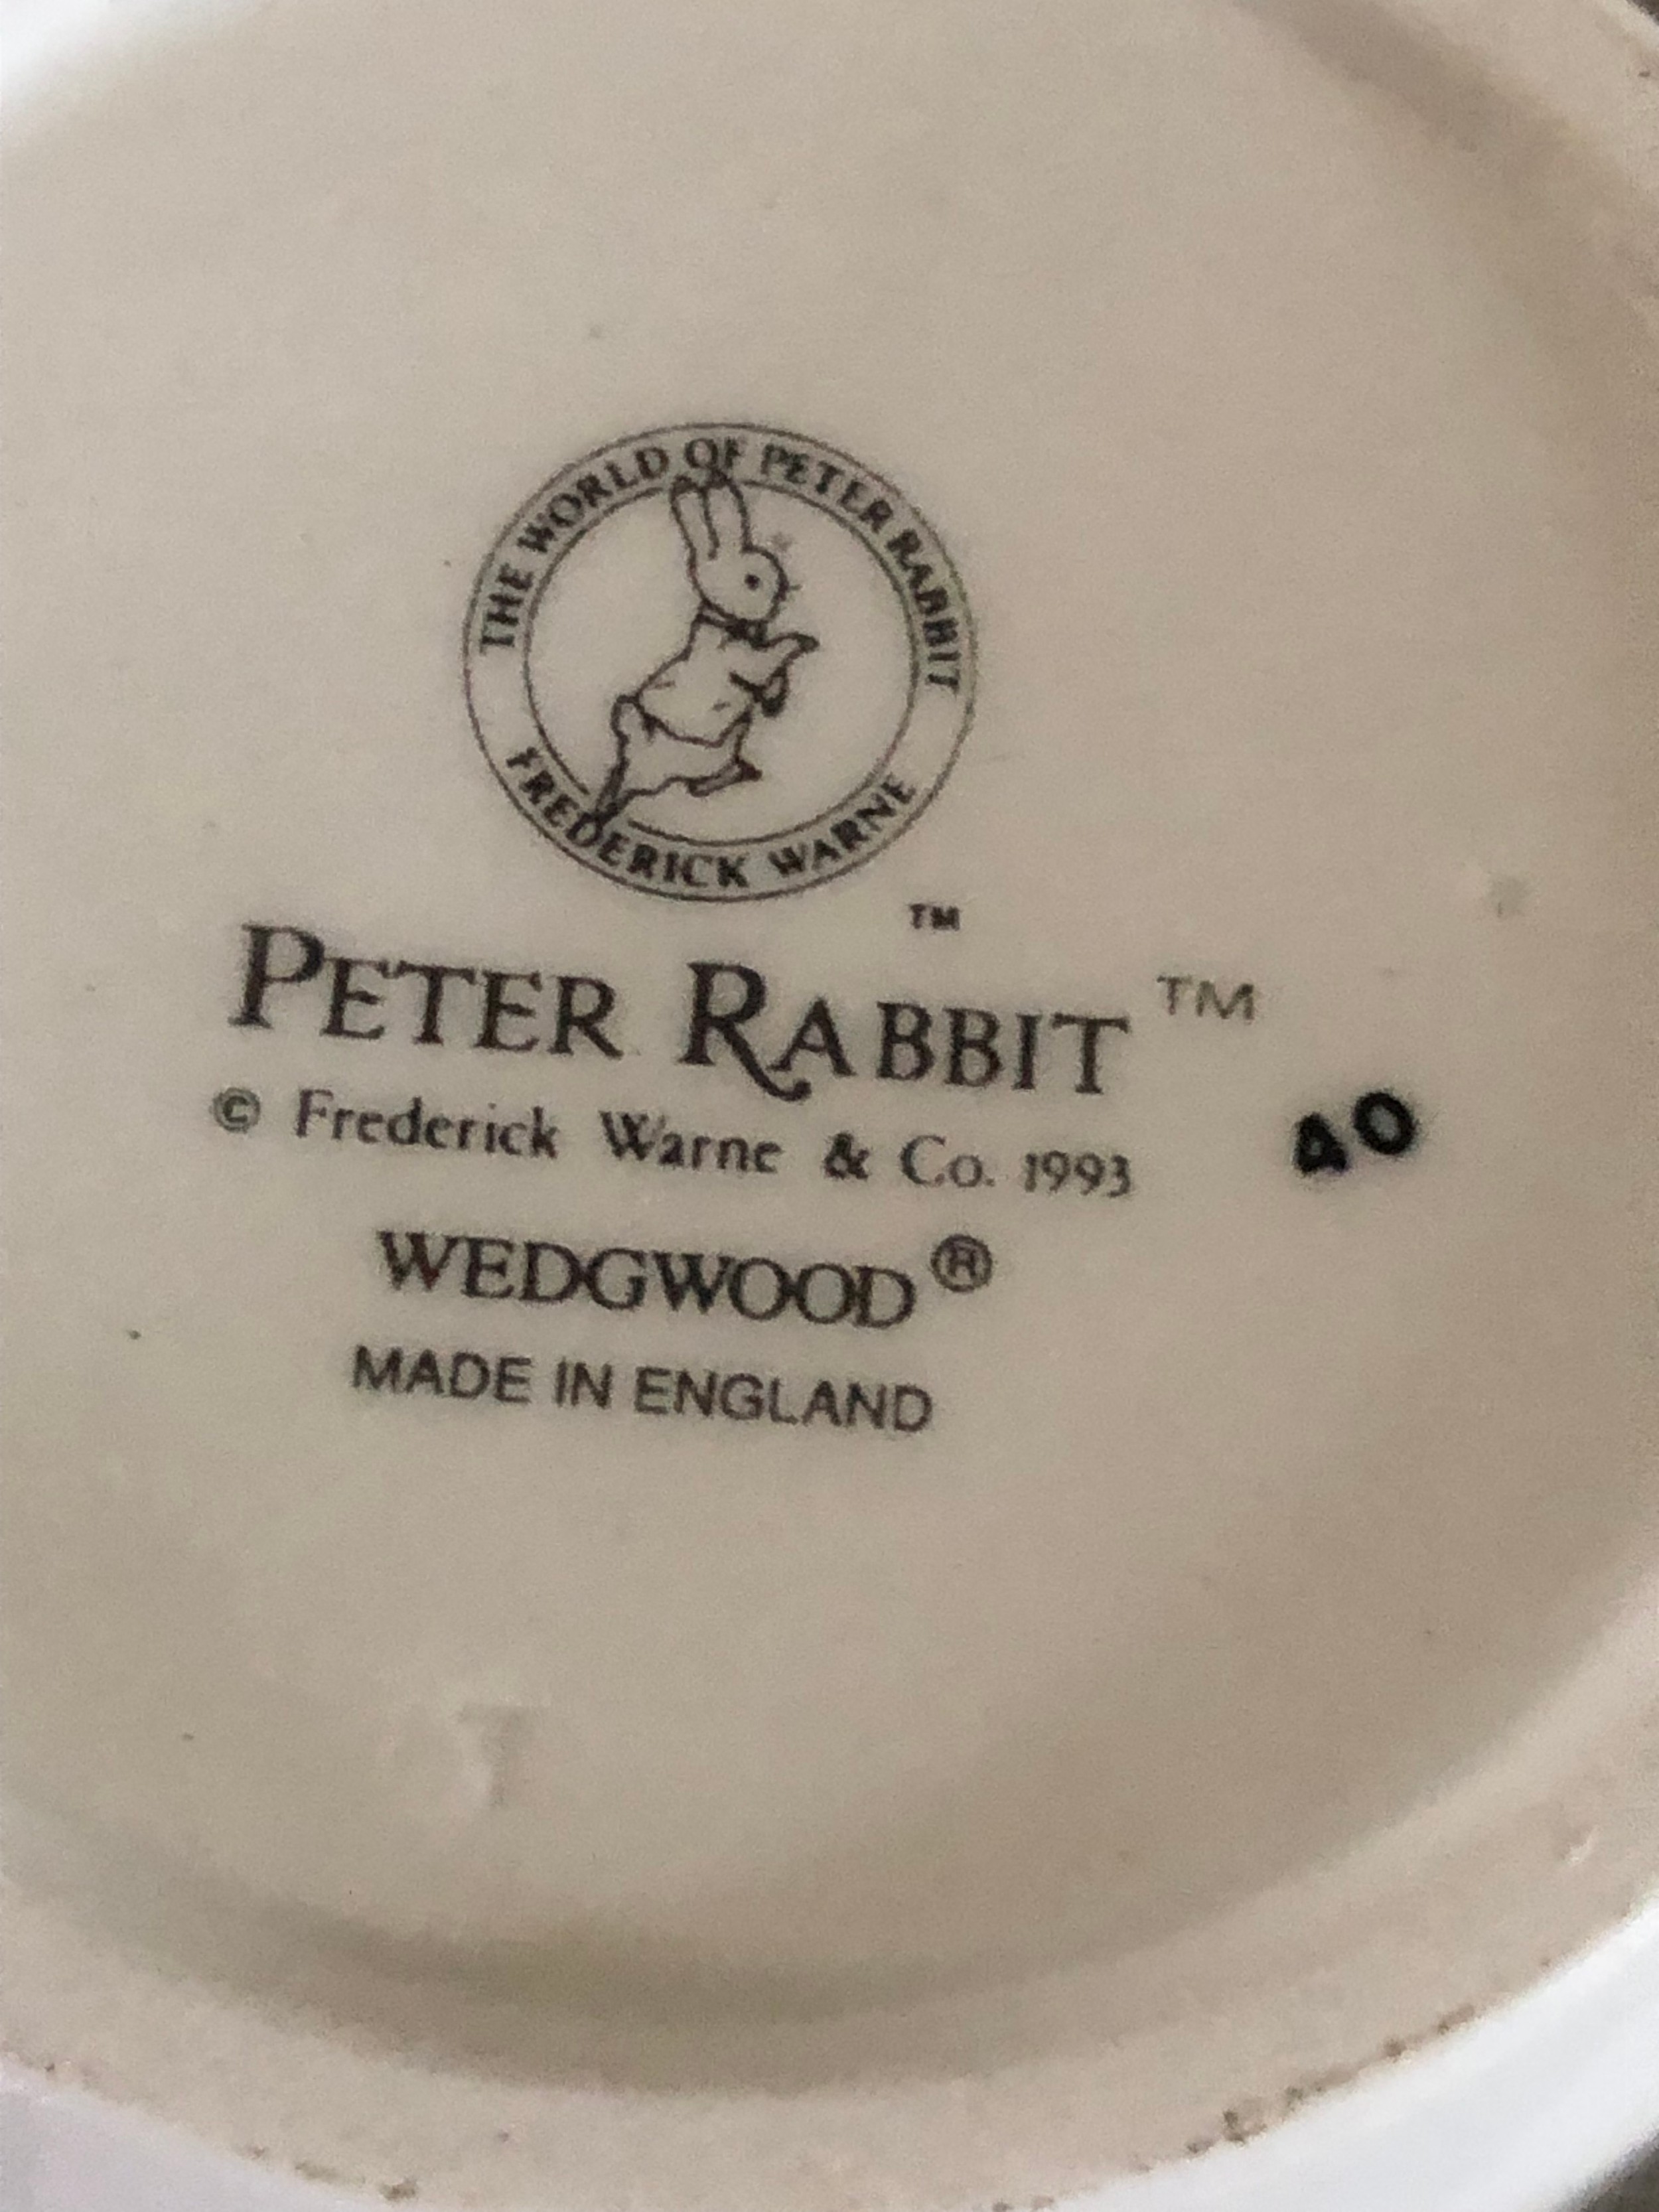 THE WORLD OF PETER RABBIT
FREDERICK WARNE
™
PETER RABBIT ™
© Frederick Warne & Co. 1993
40
WEDGWOOD®
MADE IN ENGLAND
T